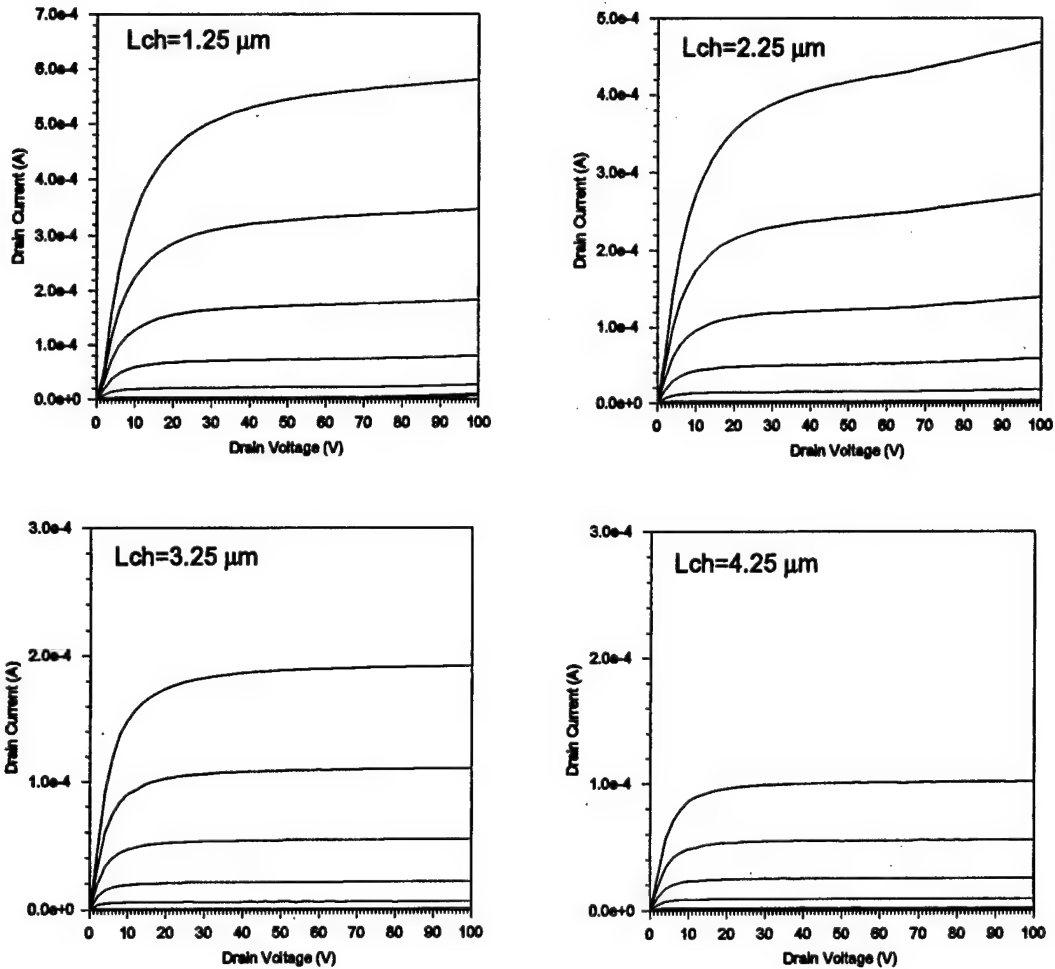 Lch=1.25 µm
7.0e-4
6.0e-4
5.0e-4
4.0e-4
3.0e-4
2.0e-4
1.0e-4
0.0e+0
Drain Current (A)
0 10 20 30 40 50 60 70 80 90 100
Drain Voltage (V)
Lch=2.25 µm
5.0e-4
4.0e-4
3.0e-4
2.0e-4
1.0e-4
0.0e+0
Drain Current (A)
0 10 20 30 40 50 60 70 80 90 100
Drain Voltage (V)
Lch=3.25 µm
3.0e-4
2.0e-4
1.0e-4
0.0e+0
Drain Current (A)
0 10 20 30 40 50 60 70 80 90 100
Drain Voltage (V)
Lch=4.25 µm
3.0e-4
2.0e-4
1.0e-4
0.0e+0
Drain Current (A)
0 10 20 30 40 50 60 70 80 90 100
Drain Voltage (V)